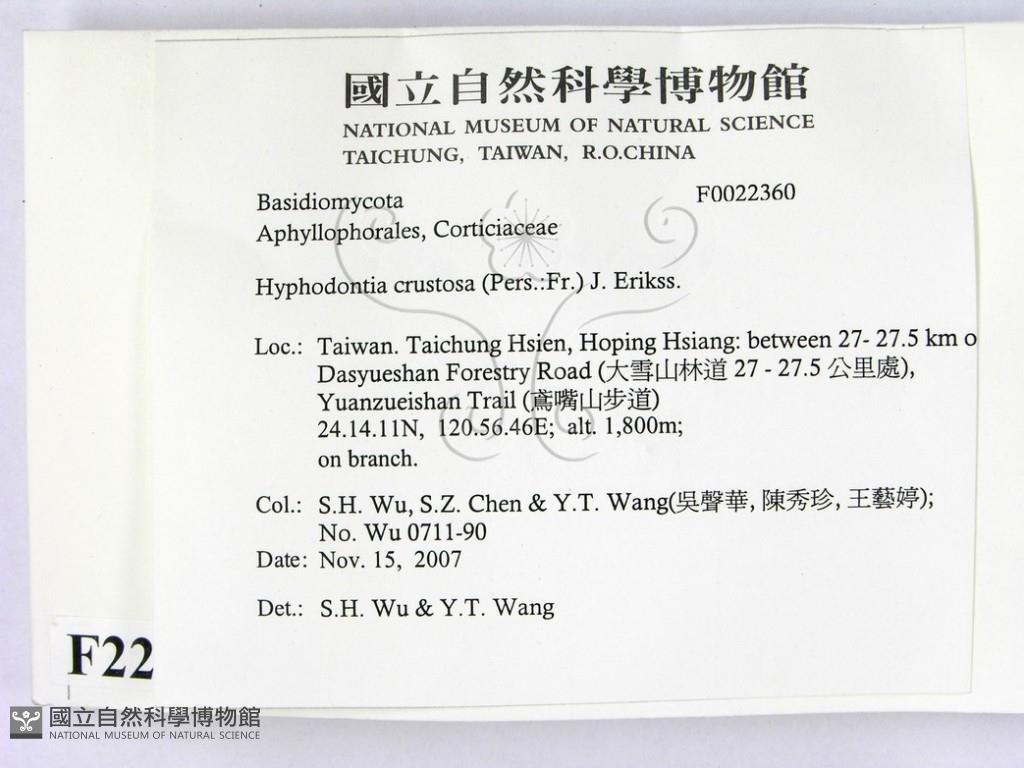 國立自然科學博物館
NATIONAL MUSEUM OF NATURAL SCIENCE
TAICHUNG, TAIWAN, R.O.CHINA
Basidiomycota F0022360
Aphyllophorales, Corticiaceae
Hyphodontia crustosa (Pers.:Fr.) J. Erikss.
Loc.: Taiwan. Taichung Hsien, Hoping Hsiang: between 27- 27.5 km o
Dasyueshan Forestry Road (大雪山林道 27 - 27.5 公里處),
Yuanzueishan Trail (鳶嘴山步道)
24.14.11N, 120.56.46E; alt. 1,800m;
on branch.
Col.: S.H. Wu, S.Z. Chen & Y.T. Wang(吳聲華, 陳秀珍, 王藝婷);
No. Wu 0711-90
Date: Nov. 15, 2007
Det.: S.H. Wu & Y.T. Wang
F22
國立自然科學博物館
NATIONAL MUSEUM OF NATURAL SCIENCE